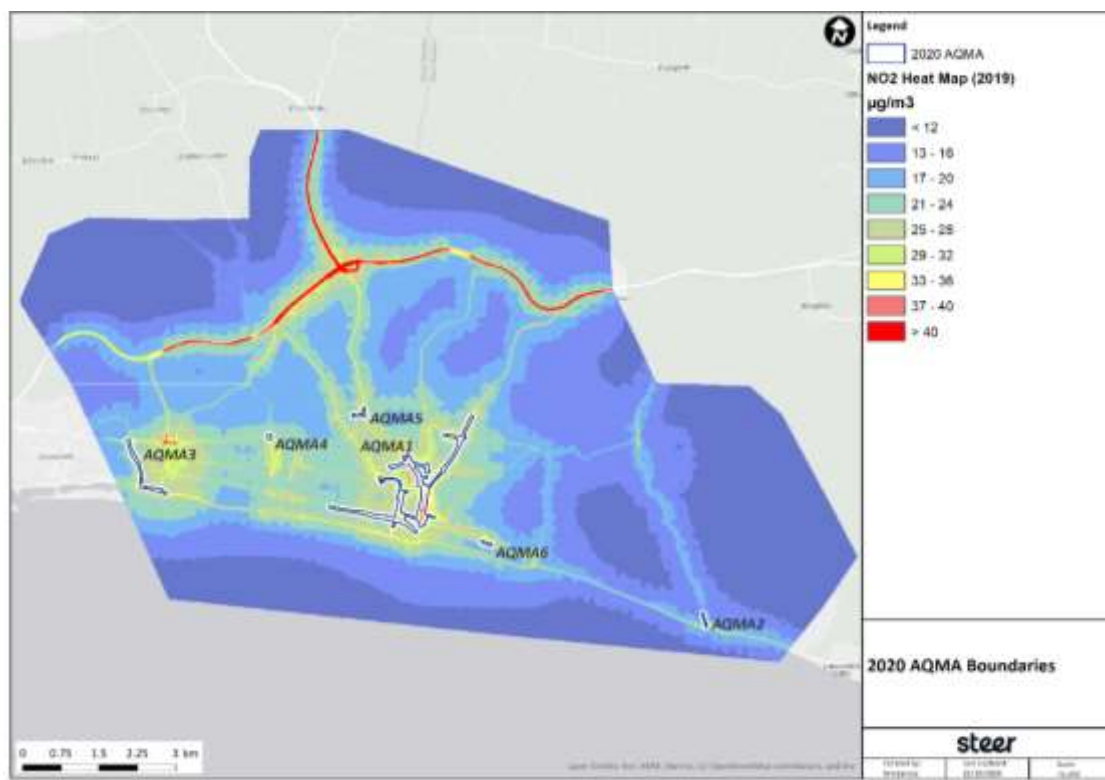 N
AQMA5
AQMA4
AQMA1
AQMA3
AQMA6
AQMA2
0 0.75 1.5 2.25 3 km
Legend
2020 AQMA
NO2 Heat Map (2019)
µg/m3
< 12
13 - 16
17 - 20
21 - 24
25 - 28
29 - 32
33 - 36
37 - 40
> 40
2020 AQMA Boundaries
steer